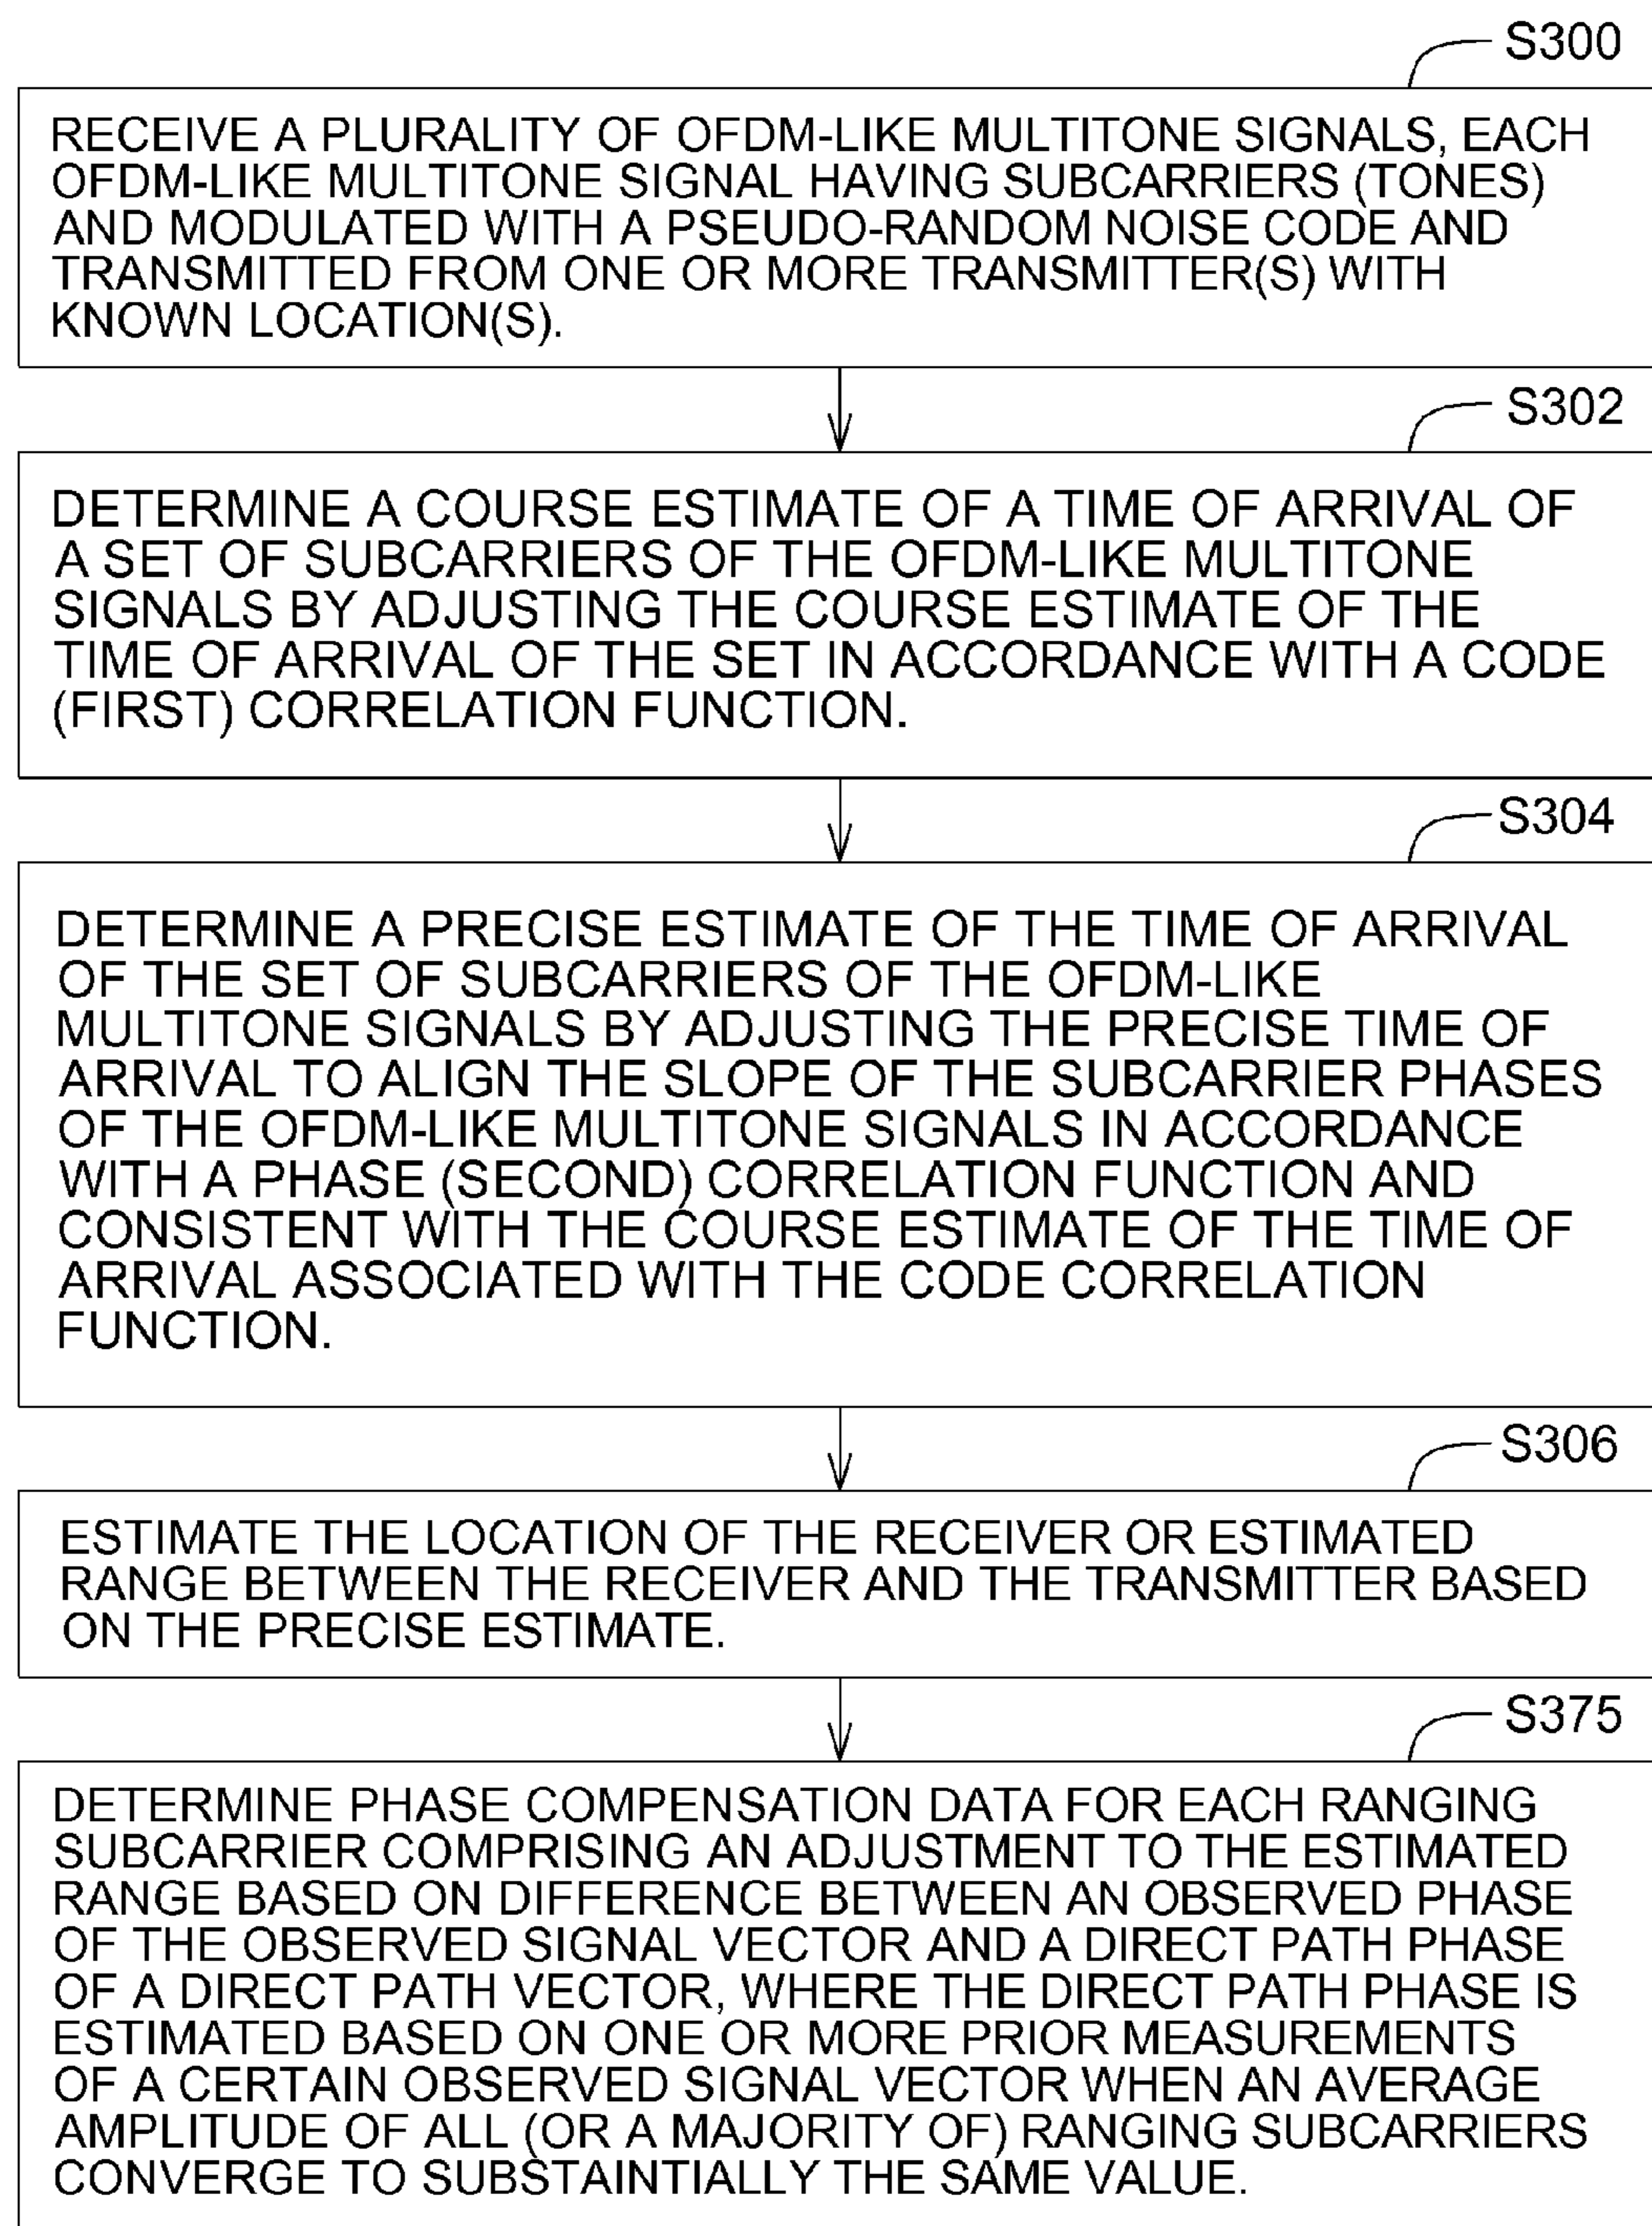 S300
RECEIVE A PLURALITY OF OFDM-LIKE MULTITONE SIGNALS, EACH
OFDM-LIKE MULTITONE SIGNAL HAVING SUBCARRIERS (TONES)
AND MODULATED WITH A PSEUDO-RANDOM NOISE CODE AND
TRANSMITTED FROM ONE OR MORE TRANSMITTER(S) WITH
KNOWN LOCATION(S).
S302
DETERMINE A COURSE ESTIMATE OF A TIME OF ARRIVAL OF
A SET OF SUBCARRIERS OF THE OFDM-LIKE MULTITONE
SIGNALS BY ADJUSTING THE COURSE ESTIMATE OF THE
TIME OF ARRIVAL OF THE SET IN ACCORDANCE WITH A CODE
(FIRST) CORRELATION FUNCTION.
S304
DETERMINE A PRECISE ESTIMATE OF THE TIME OF ARRIVAL
OF THE SET OF SUBCARRIERS OF THE OFDM-LIKE
MULTITONE SIGNALS BY ADJUSTING THE PRECISE TIME OF
ARRIVAL TO ALIGN THE SLOPE OF THE SUBCARRIER PHASES
OF THE OFDM-LIKE MULTITONE SIGNALS IN ACCORDANCE
WITH A PHASE (SECOND) CORRELATION FUNCTION AND
CONSISTENT WITH THE COURSE ESTIMATE OF THE TIME OF
ARRIVAL ASSOCIATED WITH THE CODE CORRELATION
FUNCTION.
S306
ESTIMATE THE LOCATION OF THE RECEIVER OR ESTIMATED
RANGE BETWEEN THE RECEIVER AND THE TRANSMITTER BASED
ON THE PRECISE ESTIMATE.
S375
DETERMINE PHASE COMPENSATION DATA FOR EACH RANGING
SUBCARRIER COMPRISING AN ADJUSTMENT TO THE ESTIMATED
RANGE BASED ON DIFFERENCE BETWEEN AN OBSERVED PHASE
OF THE OBSERVED SIGNAL VECTOR AND A DIRECT PATH PHASE
OF A DIRECT PATH VECTOR, WHERE THE DIRECT PATH PHASE IS
ESTIMATED BASED ON ONE OR MORE PRIOR MEASUREMENTS
OF A CERTAIN OBSERVED SIGNAL VECTOR WHEN AN AVERAGE
AMPLITUDE OF ALL (OR A MAJORITY OF) RANGING SUBCARRIERS
CONVERGE TO SUBSTAINTIALLY THE SAME VALUE.